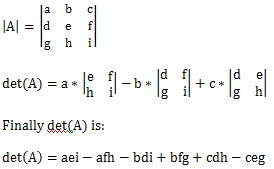 |A| = |a b c|
|d e f|
|g h i|
det(A) = a * |e f| − b * |d f| + c * |d e|
|h i| |g i| |g h|
Finally det(A) is:
det(A) = aei − afh − bdi + bfg + cdh − ceg